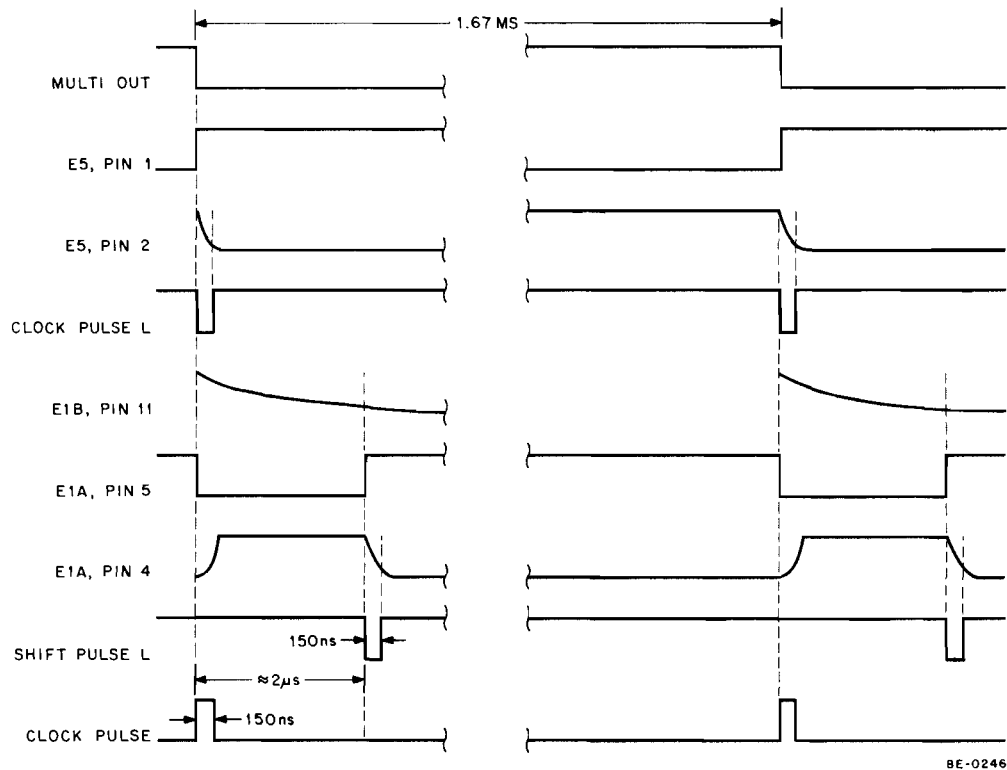 1.67 MS
MULTI OUT
E5, PIN 1
E5, PIN 2
CLOCK PULSE L
E1B, PIN 11
E1A, PIN 5
E1A, PIN 4
150ns
SHIFT PULSE L
≈2µs
150ns
CLOCK PULSE
BE-0246